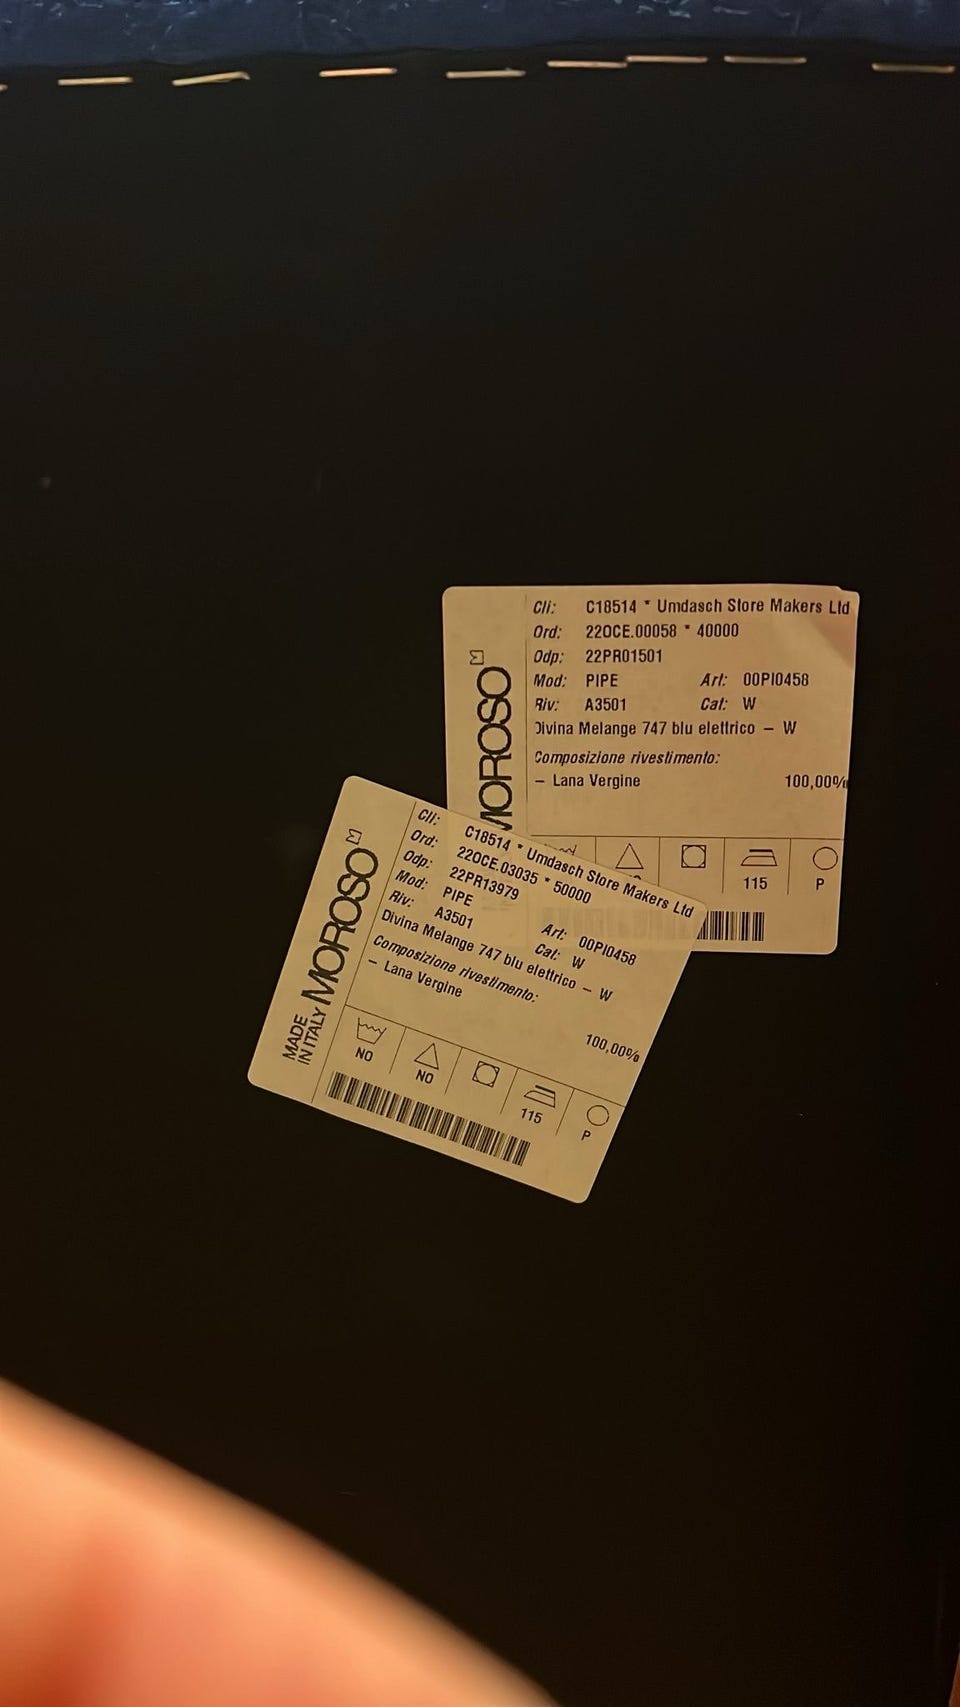 MOROSO
Cli: C18514 * Umdasch Store Makers Ltd
Ord: 22OCE.00058 * 40000
Odp: 22PR01501
Mod: PIPE Art: 00PI0458
Riv: A3501 Cat: W
Divina Melange 747 blu elettrico – W
Composizione rivestimento:
– Lana Vergine 100,00%
115 P
MADE IN ITALY MOROSO
Cli: C18514 * Umdasch Store Makers Ltd
Ord: 22OCE.03035 * 50000
Odp: 22PR13979
Mod: PIPE Art: 00PI0458
Riv: A3501 Cat: W
Divina Melange 747 blu elettrico – W
Composizione rivestimento:
– Lana Vergine 100,00%
NO NO 115 P